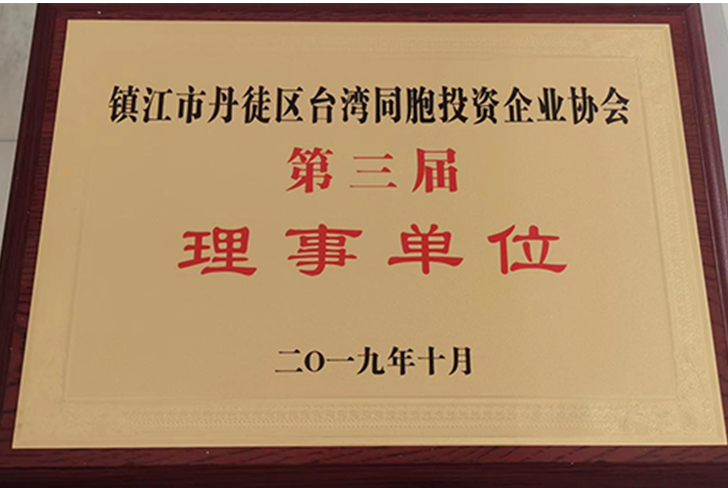 镇江市丹徒区台湾同胞投资企业协会
第三届
理事单位
二〇一九年十月